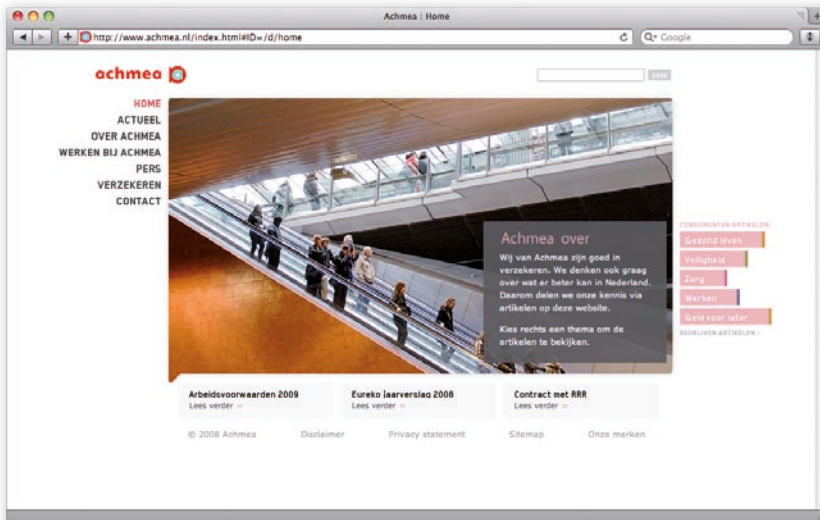 Achmea | Home
http://www.achmea.nl/index.html#ID=/d/home
Google
achmea
zoek
HOME
ACTUEEL
OVER ACHMEA
WERKEN BIJ ACHMEA
PERS
VERZEKEREN
CONTACT
Achmea over
Wij van Achmea zijn goed in
verzekeren. We denken ook graag
over wat er beter kan in Nederland.
Daarom delen we onze kennis via
artikelen op deze website.
Kies rechts een thema om de
artikelen te bekijken.
CONSUMENTEN ARTIKELEN:
Gezond leven
Veiligheid
Zorg
Werken
Geld voor later
BEDRIJVEN ARTIKELEN ›
Arbeidsvoorwaarden 2009
Lees verder »
Eureko jaarverslag 2008
Lees verder »
Contract met RRR
Lees verder »
© 2008 Achmea
Disclaimer
Privacy statement
Sitemap
Onze merken